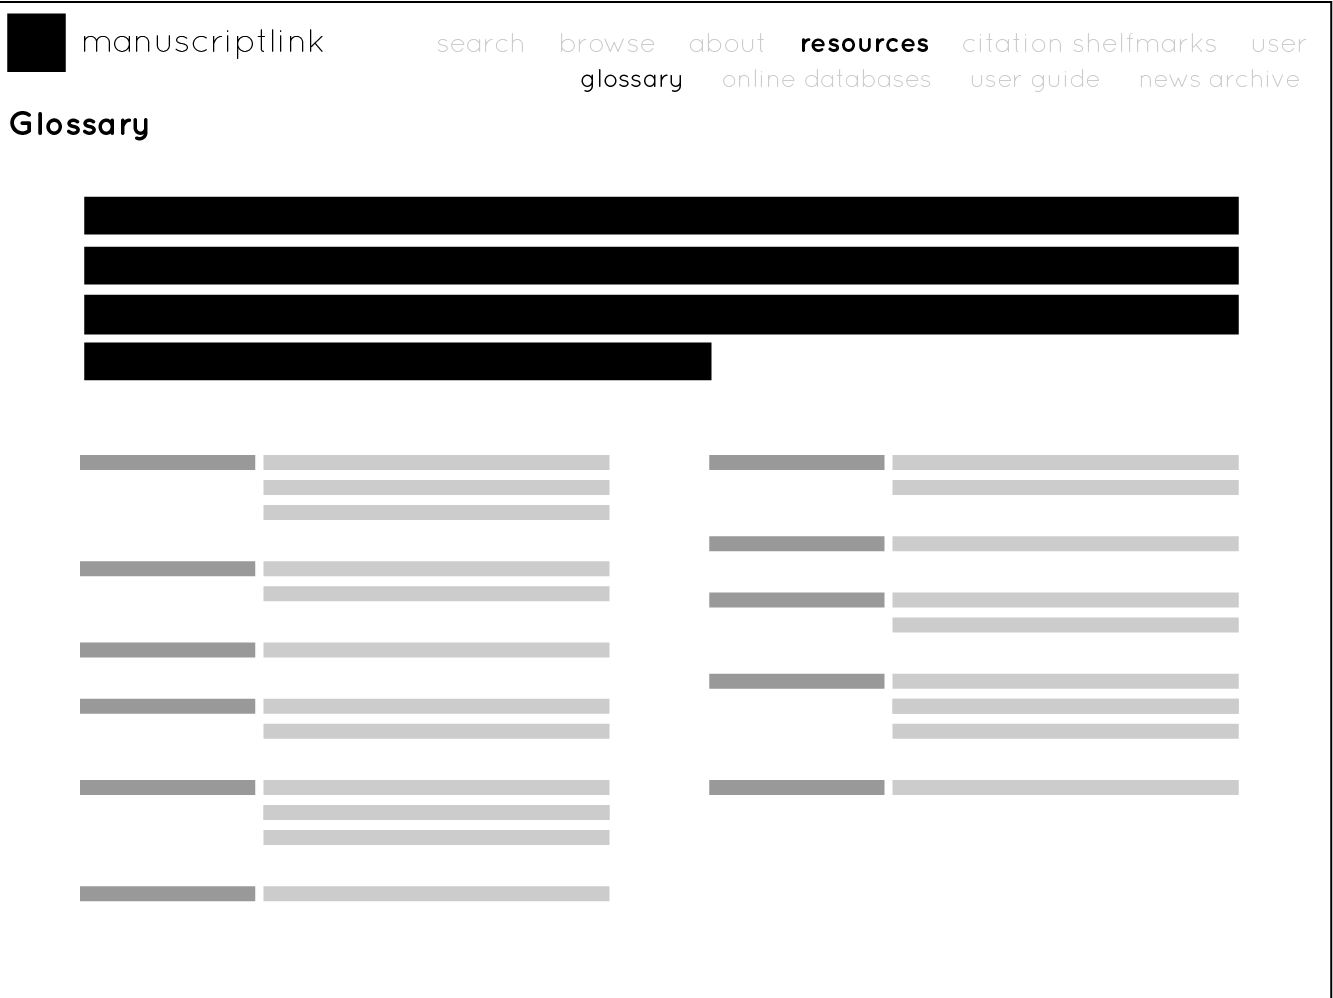 manuscriptlink
search browse about resources citation shelfmarks user
glossary online databases user guide news archive
Glossary